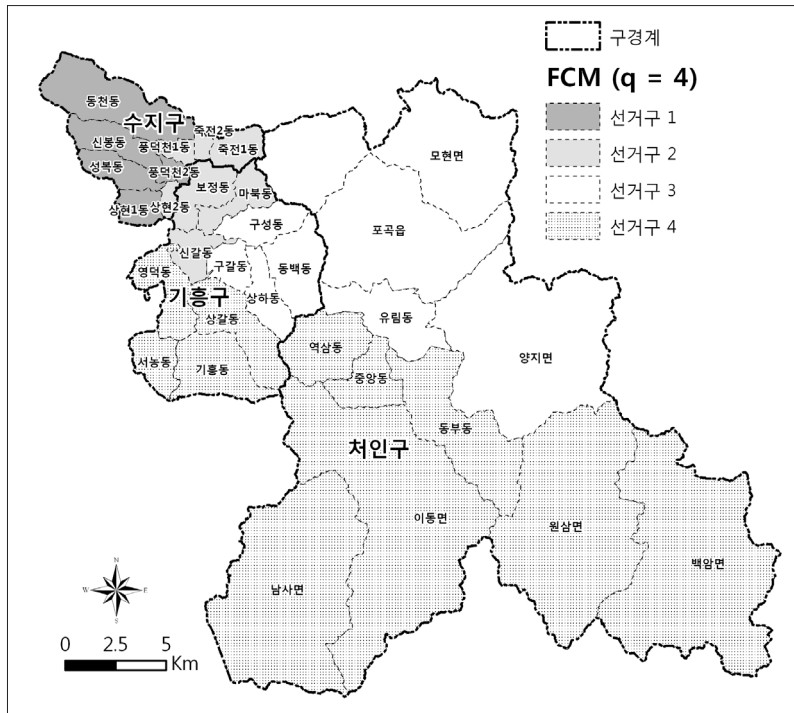 구경계
FCM (q = 4)
선거구 1
선거구 2
선거구 3
선거구 4
동천동
수지구
죽전2동
신봉동
풍덕천1동
죽전1동
성복동
풍덕천2동
보정동
마북동
상현1동
상현2동
모현면
포곡읍
구성동
신갈동
영덕동
구갈동
동백동
기흥구
상하동
상갈동
유림동
역삼동
양지면
서농동
기흥동
중앙동
동부동
처인구
이동면
원삼면
백암면
남사면
N
W
E
S
0 2.5 5
Km